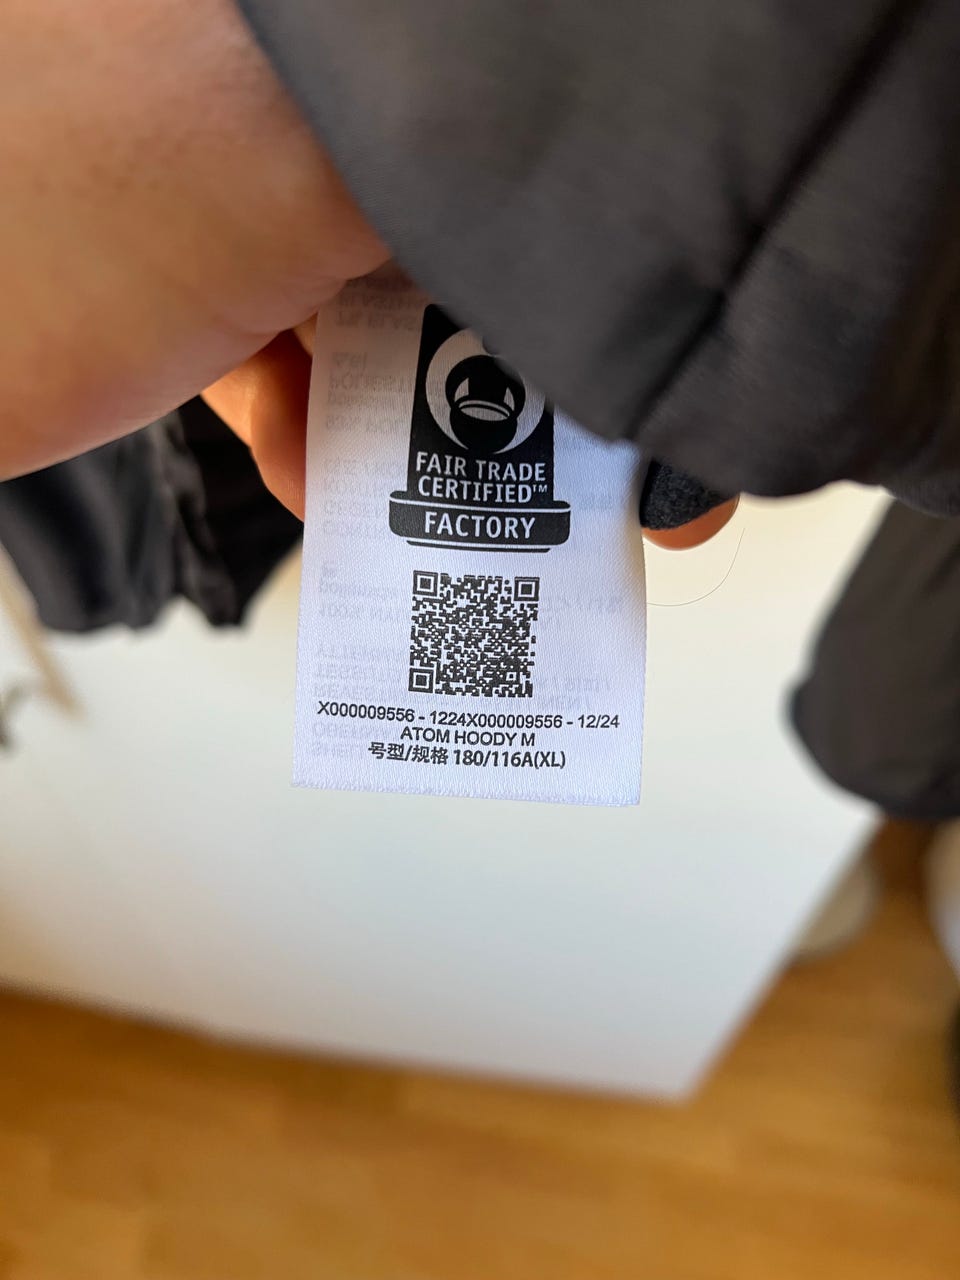 FAIR TRADE
CERTIFIED™
FACTORY
X000009556 - 1224X000009556 - 12/24
ATOM HOODY M
号型/规格 180/116A(XL)